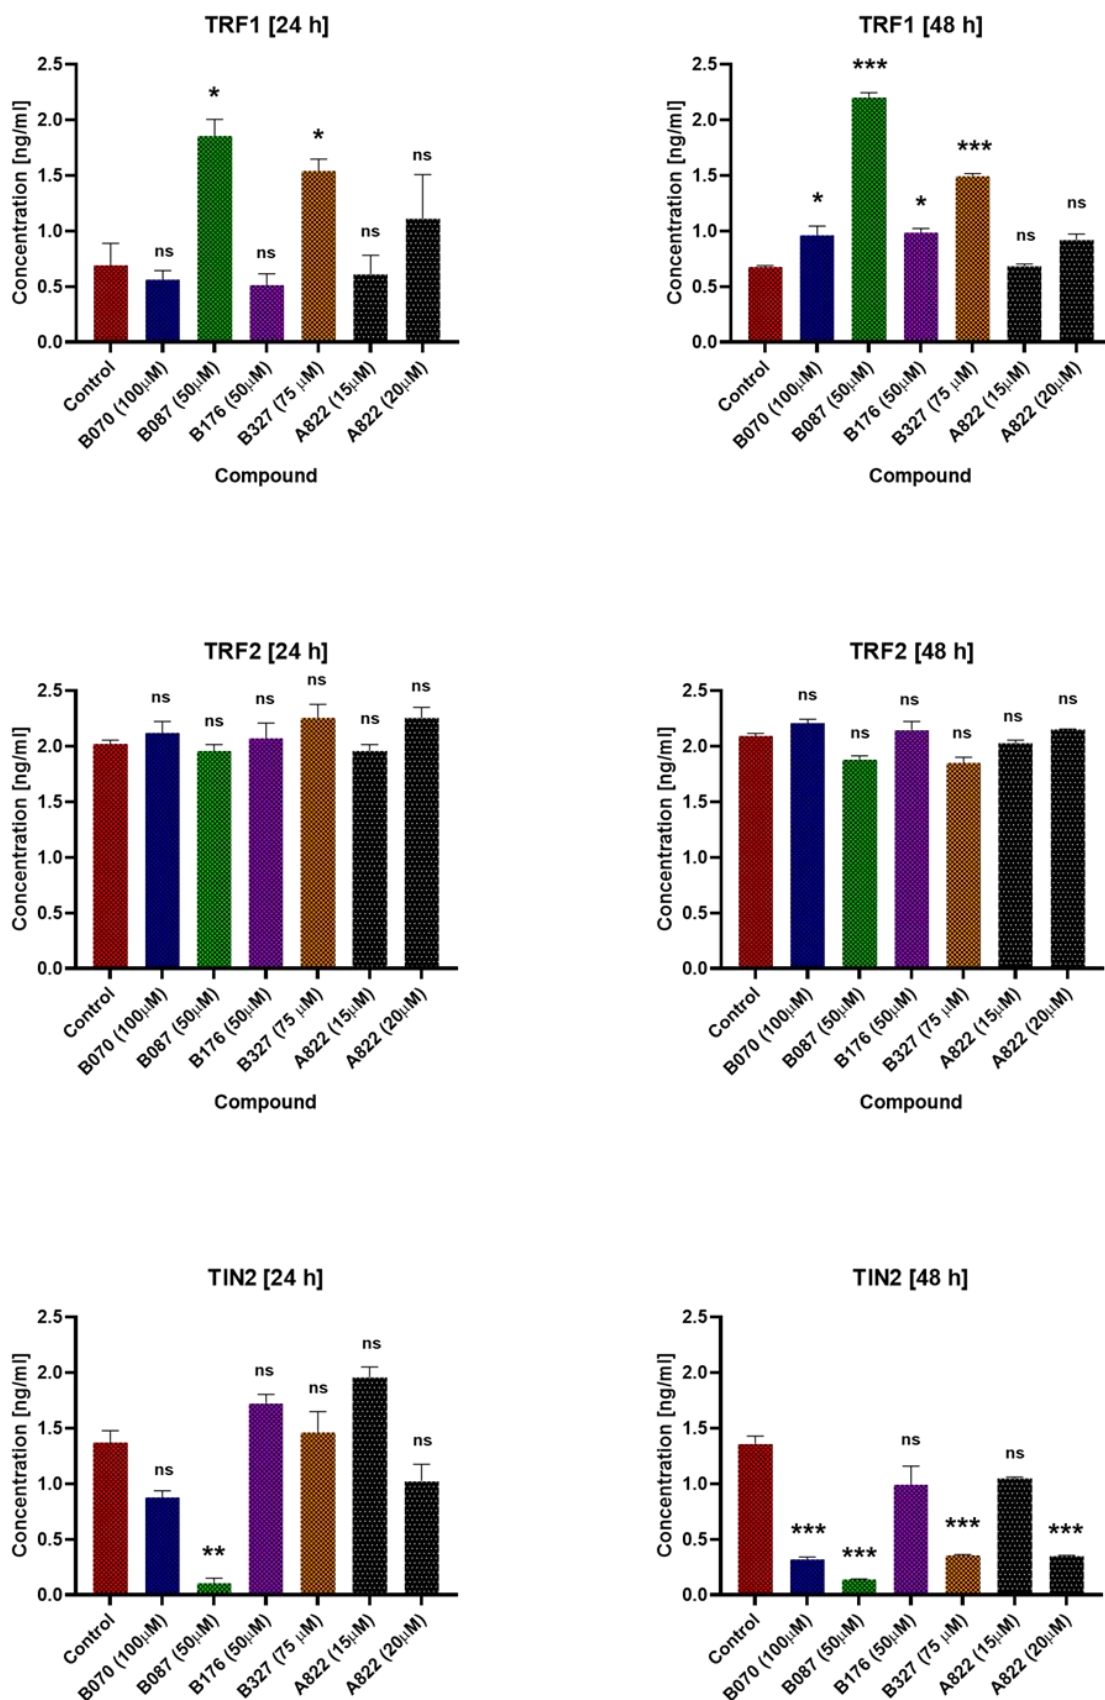 TRF1 [24 h]
Concentration [ng/ml]
2.5
2.0
1.5
1.0
0.5
0.0
ns
*
ns
*
ns
ns
Control
B070 (100μM)
B087 (50μM)
B176 (50μM)
B327 (75 μM)
A822 (15μM)
A822 (20μM)
Compound
TRF1 [48 h]
Concentration [ng/ml]
2.5
2.0
1.5
1.0
0.5
0.0
*
***
*
***
ns
ns
Control
B070 (100μM)
B087 (50μM)
B176 (50μM)
B327 (75 μM)
A822 (15μM)
A822 (20μM)
Compound
TRF2 [24 h]
Concentration [ng/ml]
2.5
2.0
1.5
1.0
0.5
0.0
ns
ns
ns
ns
ns
ns
Control
B070 (100μM)
B087 (50μM)
B176 (50μM)
B327 (75 μM)
A822 (15μM)
A822 (20μM)
Compound
TRF2 [48 h]
Concentration [ng/ml]
2.5
2.0
1.5
1.0
0.5
0.0
ns
ns
ns
ns
ns
ns
Control
B070 (100μM)
B087 (50μM)
B176 (50μM)
B327 (75 μM)
A822 (15μM)
A822 (20μM)
Compound
TIN2 [24 h]
Concentration [ng/ml]
2.5
2.0
1.5
1.0
0.5
0.0
ns
**
ns
ns
ns
ns
Control
B070 (100μM)
B087 (50μM)
B176 (50μM)
B327 (75 μM)
A822 (15μM)
A822 (20μM)
TIN2 [48 h]
Concentration [ng/ml]
2.5
2.0
1.5
1.0
0.5
0.0
***
***
ns
***
ns
***
Control
B070 (100μM)
B087 (50μM)
B176 (50μM)
B327 (75 μM)
A822 (15μM)
A822 (20μM)